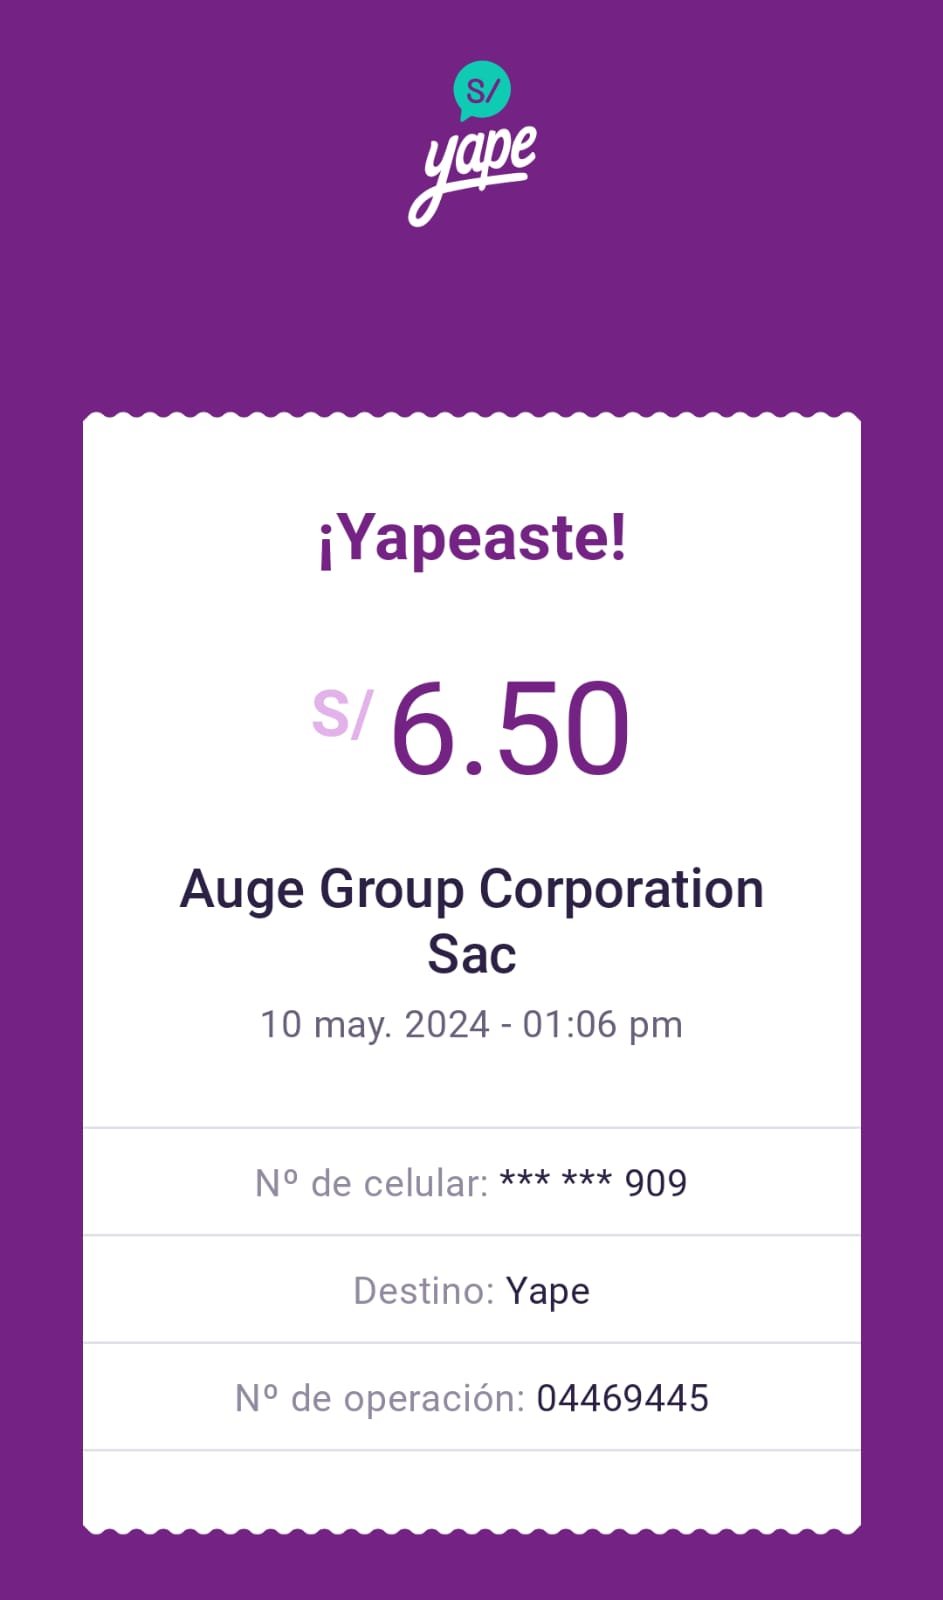 S/
yape
¡Yapeaste!
S/ 6.50
Auge Group Corporation
Sac
10 may. 2024 - 01:06 pm
Nº de celular: *** *** 909
Destino: Yape
Nº de operación: 04469445